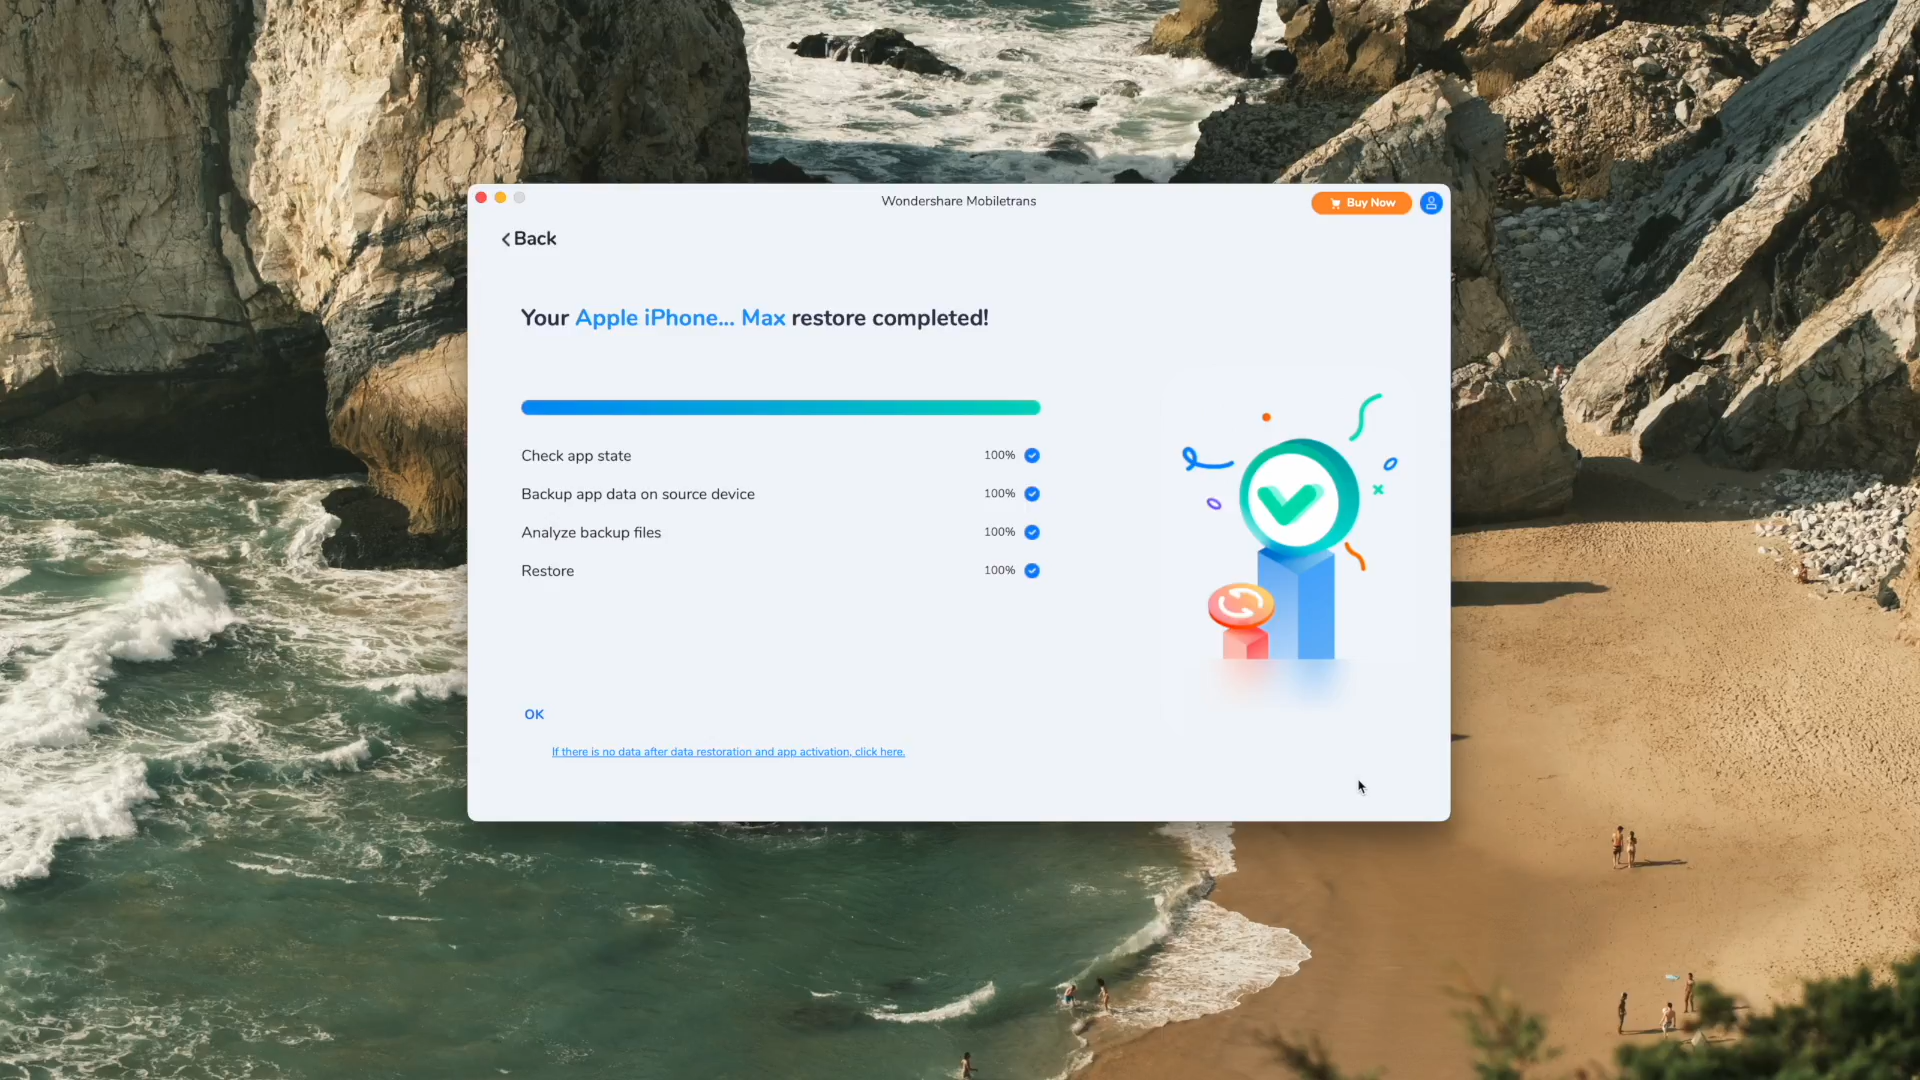 Wondershare Mobiletrans
Buy Now
Back
Your Apple iPhone... Max restore completed!
Check app state 100%
Backup app data on source device 100%
Analyze backup files 100%
Restore 100%
OK
If there is no data after data restoration and app activation, click here.